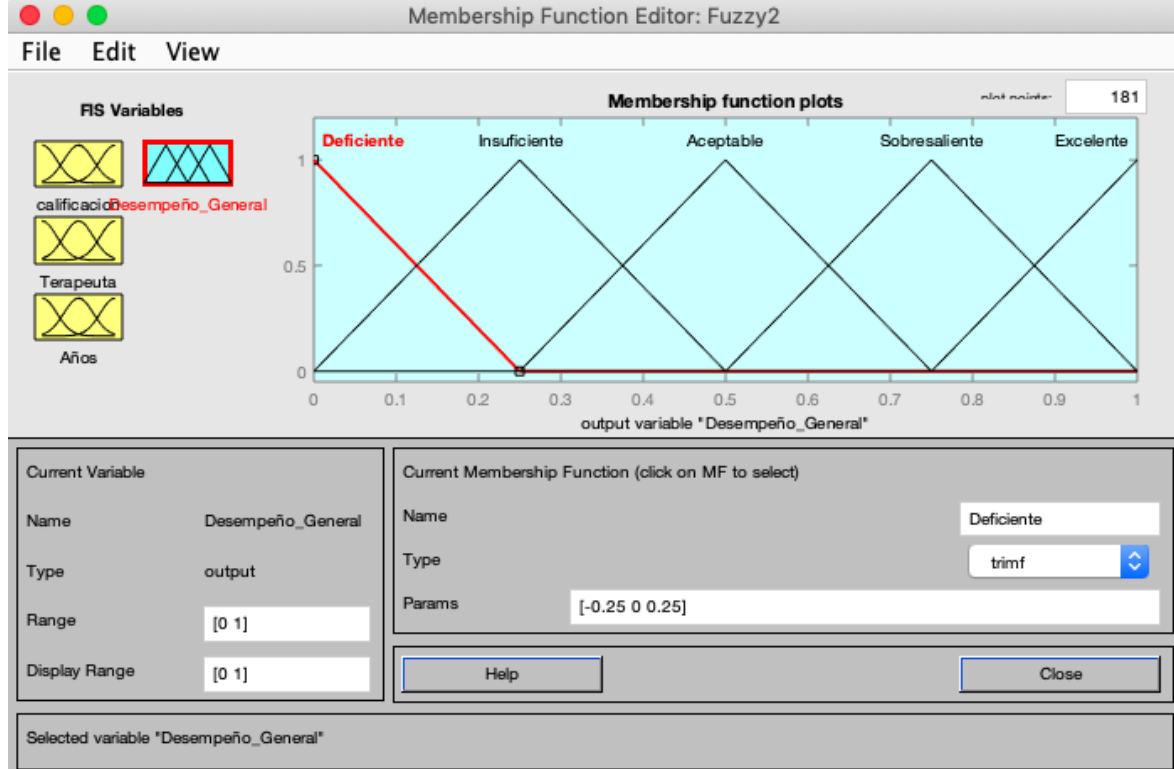 Membership Function Editor: Fuzzy2
File Edit View
FIS Variables
Membership function plots
plot points: 181
Deficiente Insuficiente Aceptable Sobresaliente Excelente
calificacion Desempeño_General
Terapeuta
Años
1
0.5
0
0 0.1 0.2 0.3 0.4 0.5 0.6 0.7 0.8 0.9 1
output variable "Desempeño_General"
Current Variable
Name Desempeño_General
Type output
Range [0 1]
Display Range [0 1]
Current Membership Function (click on MF to select)
Name Deficiente
Type trimf
Params [-0.25 0 0.25]
Help Close
Selected variable "Desempeño_General"